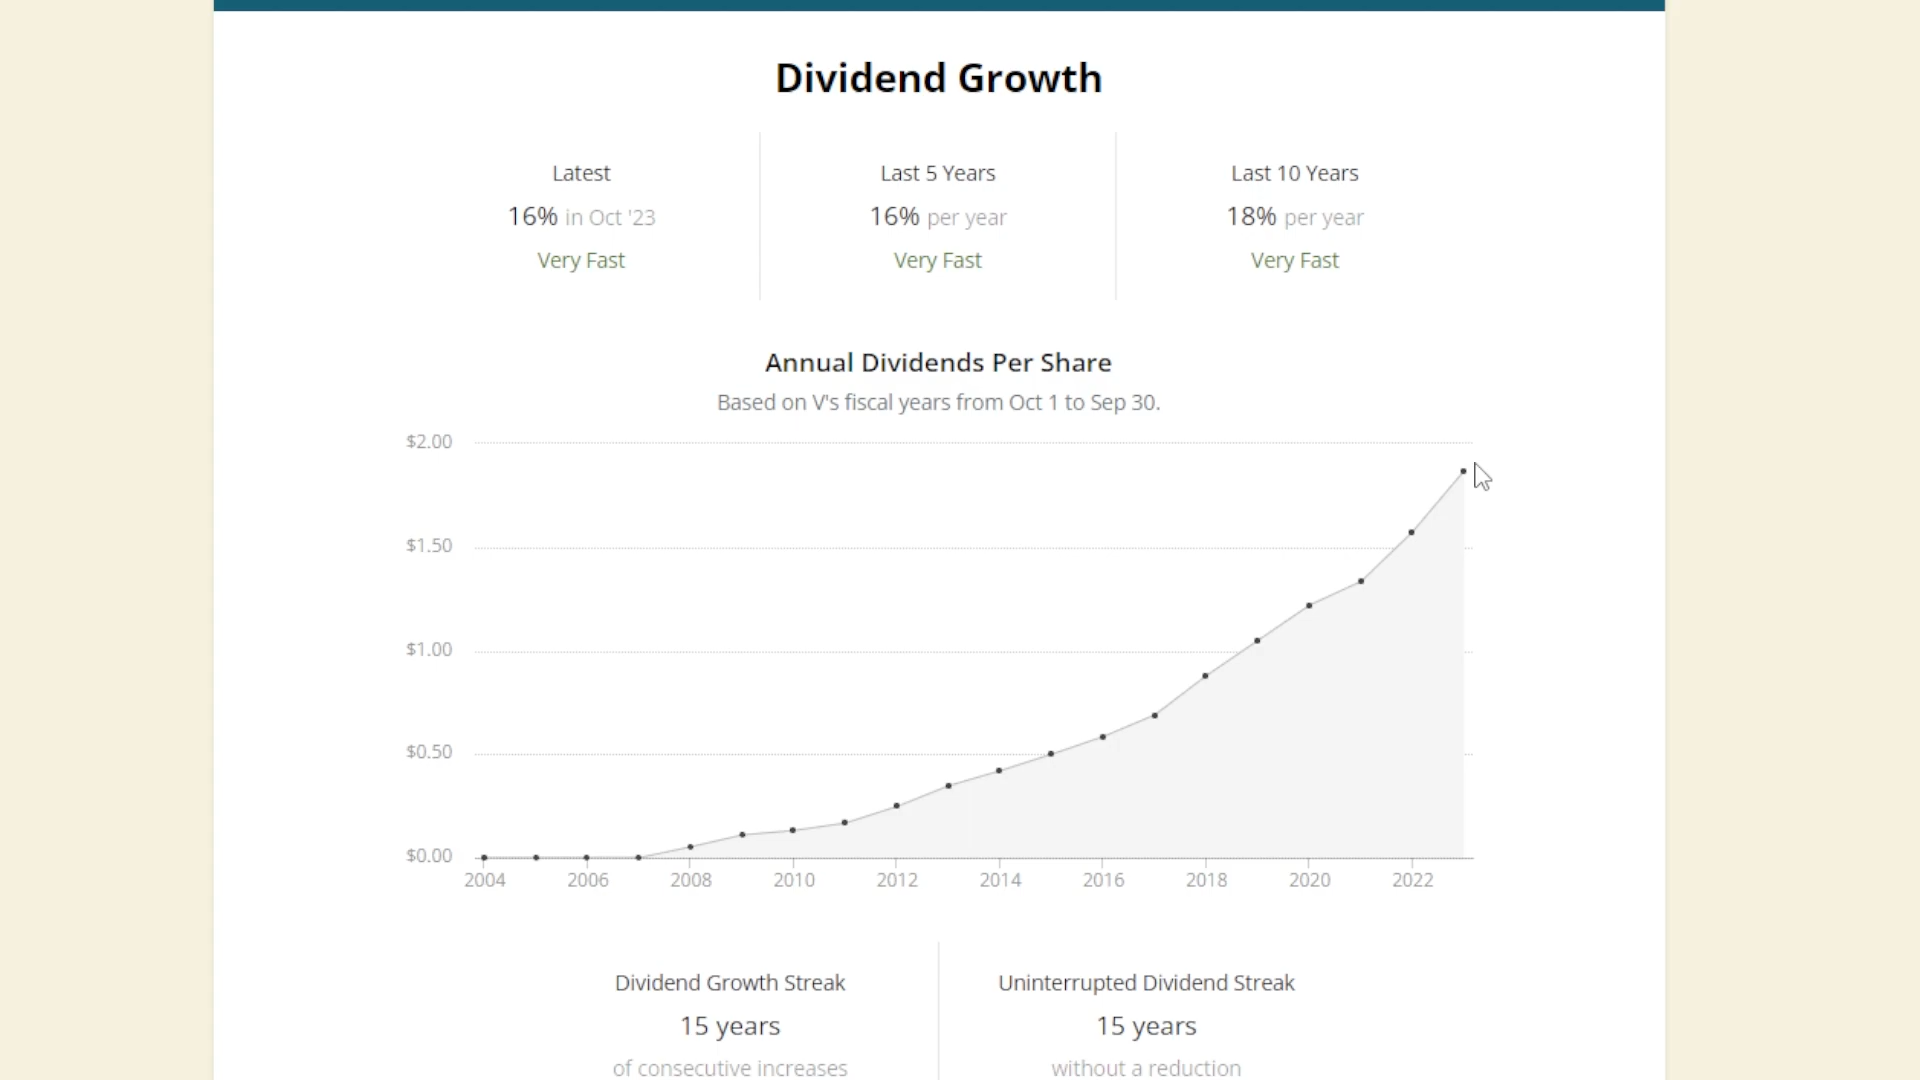 Dividend Growth
Latest
16% in Oct '23
Very Fast
Last 5 Years
16% per year
Very Fast
Last 10 Years
18% per year
Very Fast
Annual Dividends Per Share
Based on V's fiscal years from Oct 1 to Sep 30.
$2.00
$1.50
$1.00
$0.50
$0.00
2004 2006 2008 2010 2012 2014 2016 2018 2020 2022
Dividend Growth Streak
15 years
of consecutive increases
Uninterrupted Dividend Streak
15 years
without a reduction